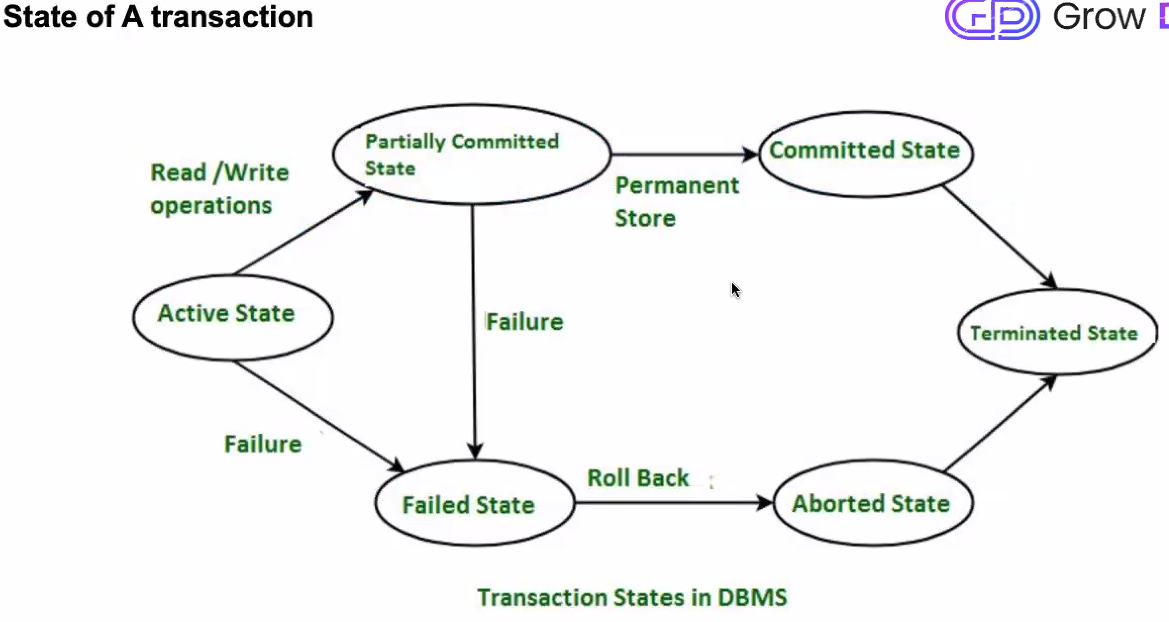 State of A transaction
Grow
Partially Committed
State
Committed State
Read /Write
operations
Permanent
Store
Active State
Failure
Terminated State
Failure
Roll Back :
Failed State
Aborted State
Transaction States in DBMS